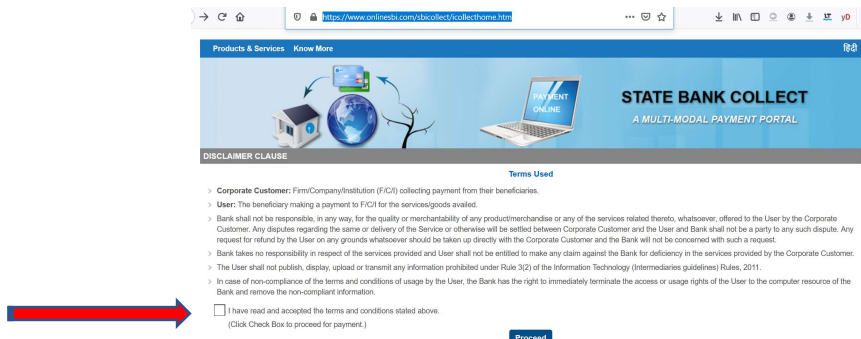 https://www.onlinesbi.com/sbicollect/icollecthome.htm
Products & Services Know More हिंदी
PAYMENT
ONLINE
STATE BANK COLLECT
A MULTI-MODAL PAYMENT PORTAL
DISCLAIMER CLAUSE
Terms Used
Corporate Customer: Firm/Company/Institution (F/C/I) collecting payment from their beneficiaries.
User: The beneficiary making a payment to F/C/I for the services/goods availed.
Bank shall not be responsible, in any way, for the quality or merchantability of any product/merchandise or any of the services related thereto, whatsoever, offered to the User by the Corporate
Customer. Any disputes regarding the same or delivery of the Service or otherwise will be settled between Corporate Customer and the User and Bank shall not be a party to any such dispute. Any
request for refund by the User on any grounds whatsoever should be taken up directly with the Corporate Customer and the Bank will not be concerned with such a request.
Bank takes no responsibility in respect of the services provided and User shall not be entitled to make any claim against the Bank for deficiency in the services provided by the Corporate Customer.
The User shall not publish, display, upload or transmit any information prohibited under Rule 3(2) of the Information Technology (Intermediaries guidelines) Rules, 2011.
In case of non-compliance of the terms and conditions of usage by the User, the Bank has the right to immediately terminate the access or usage rights of the User to the computer resource of the
Bank and remove the non-compliant information.
I have read and accepted the terms and conditions stated above.
(Click Check Box to proceed for payment.)
Proceed